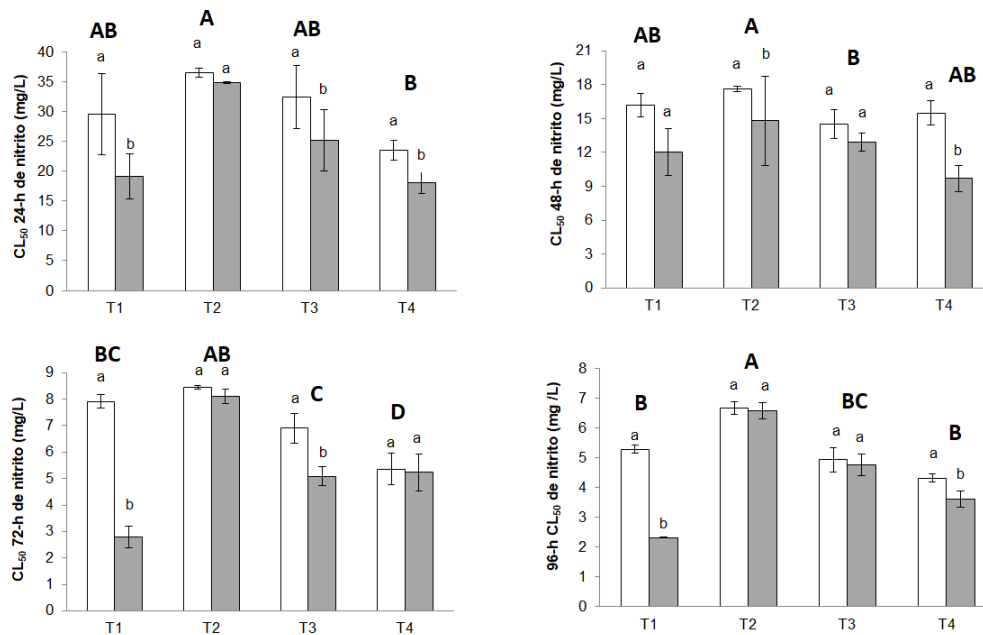 AB A AB B
a a a b a b a b
CL50 24-h de nitrito (mg/L)
40
35
30
25
20
15
10
5
0
T1 T2 T3 T4
AB A B AB
a a a b a a a b
CL50 48-h de nitrito (mg/L)
21
18
15
12
9
6
3
0
T1 T2 T3 T4
BC AB C D
a b a a a b a a
CL50 72-h de nitrito (mg/L)
9
8
7
6
5
4
3
2
1
0
T1 T2 T3 T4
B A BC B
a b a a a a a b
96-h CL50 de nitrito (mg /L)
8
7
6
5
4
3
2
1
0
T1 T2 T3 T4